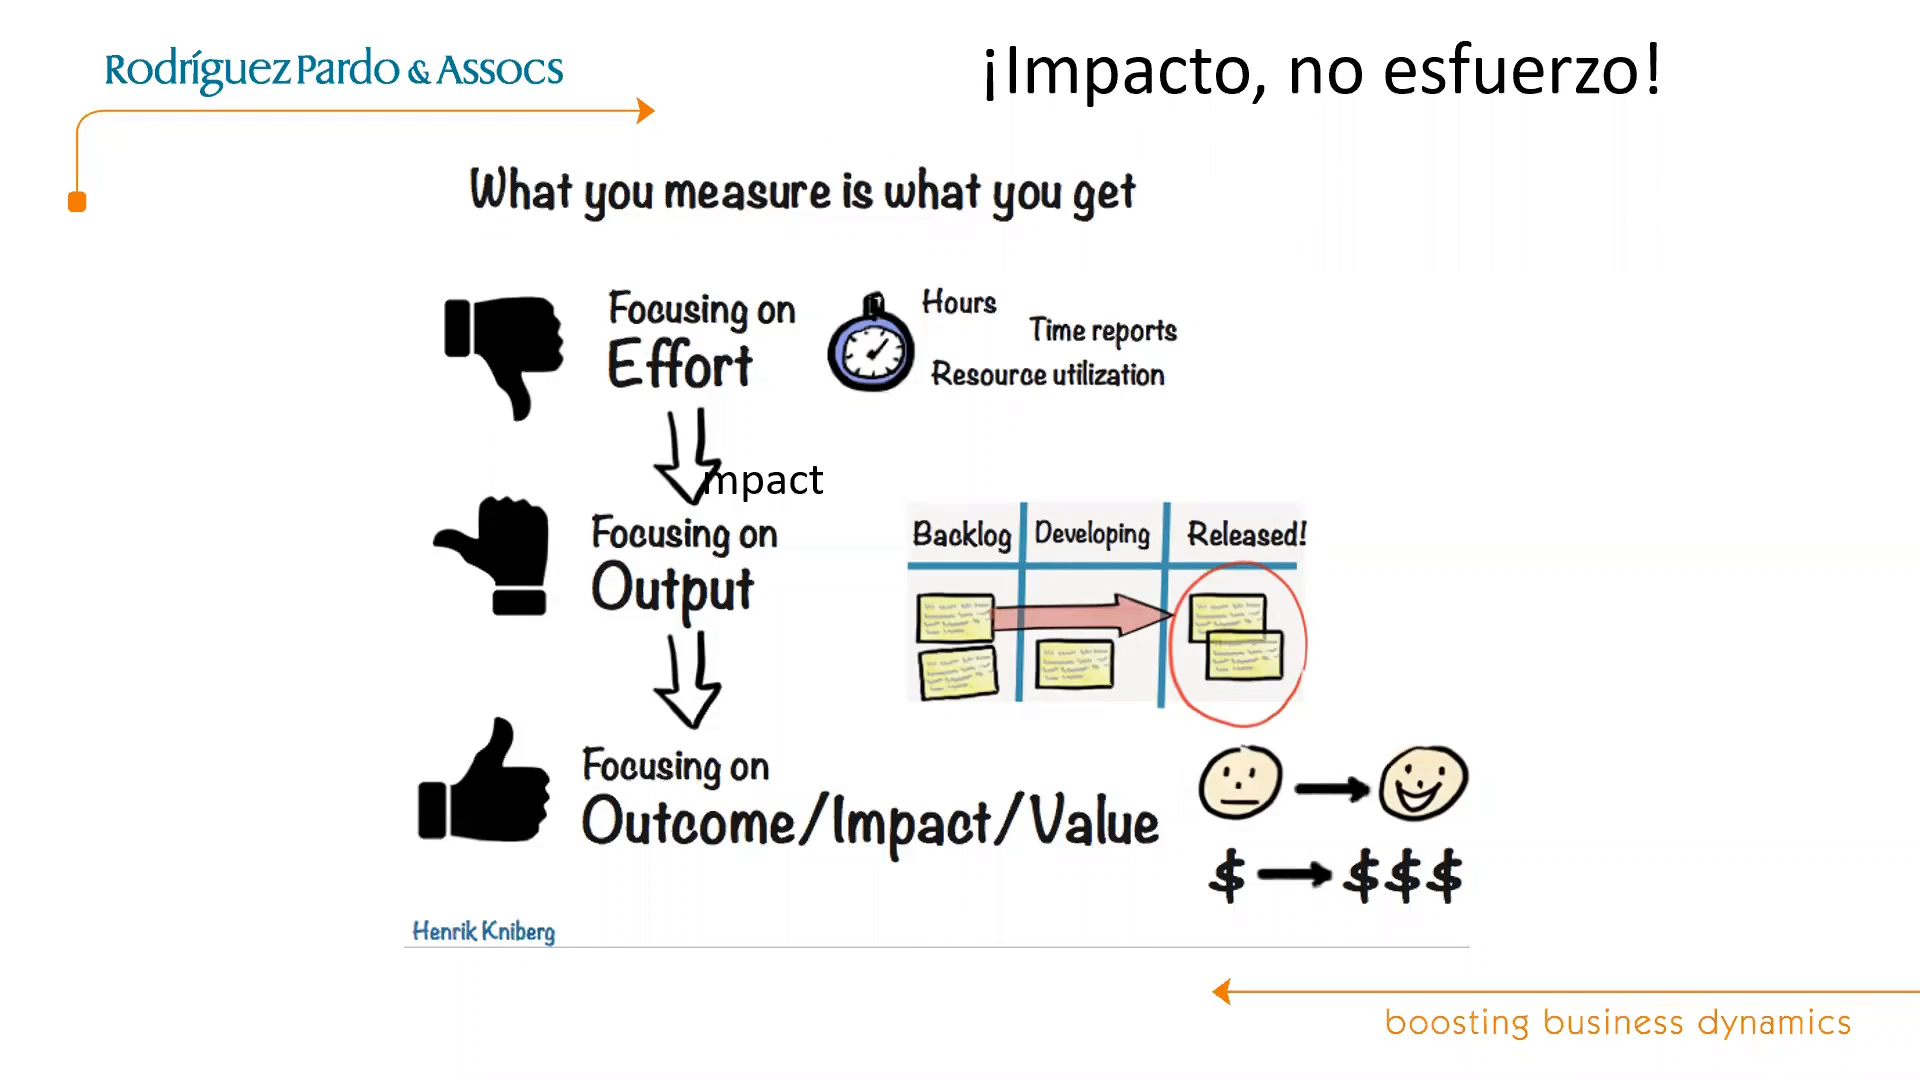 Rodríguez Pardo & Assocs
¡Impacto, no esfuerzo!
What you measure is what you get
Focusing on
Effort
Hours
Time reports
Resource utilization
mpact
Focusing on
Output
Backlog
Developing
Released!
Focusing on
Outcome/Impact/Value
$
$$$
Henrik Kniberg
boosting business dynamics